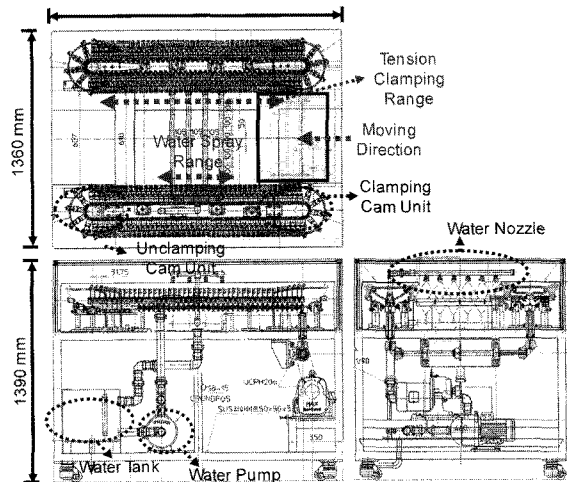 1360 mm
Tension
Clamping
Range
Moving
Direction
Water Spray
Range
Clamping
Cam Unit
Unclamping
Cam Unit
Water Nozzle
1390 mm
350
Water Tank
Water Pump